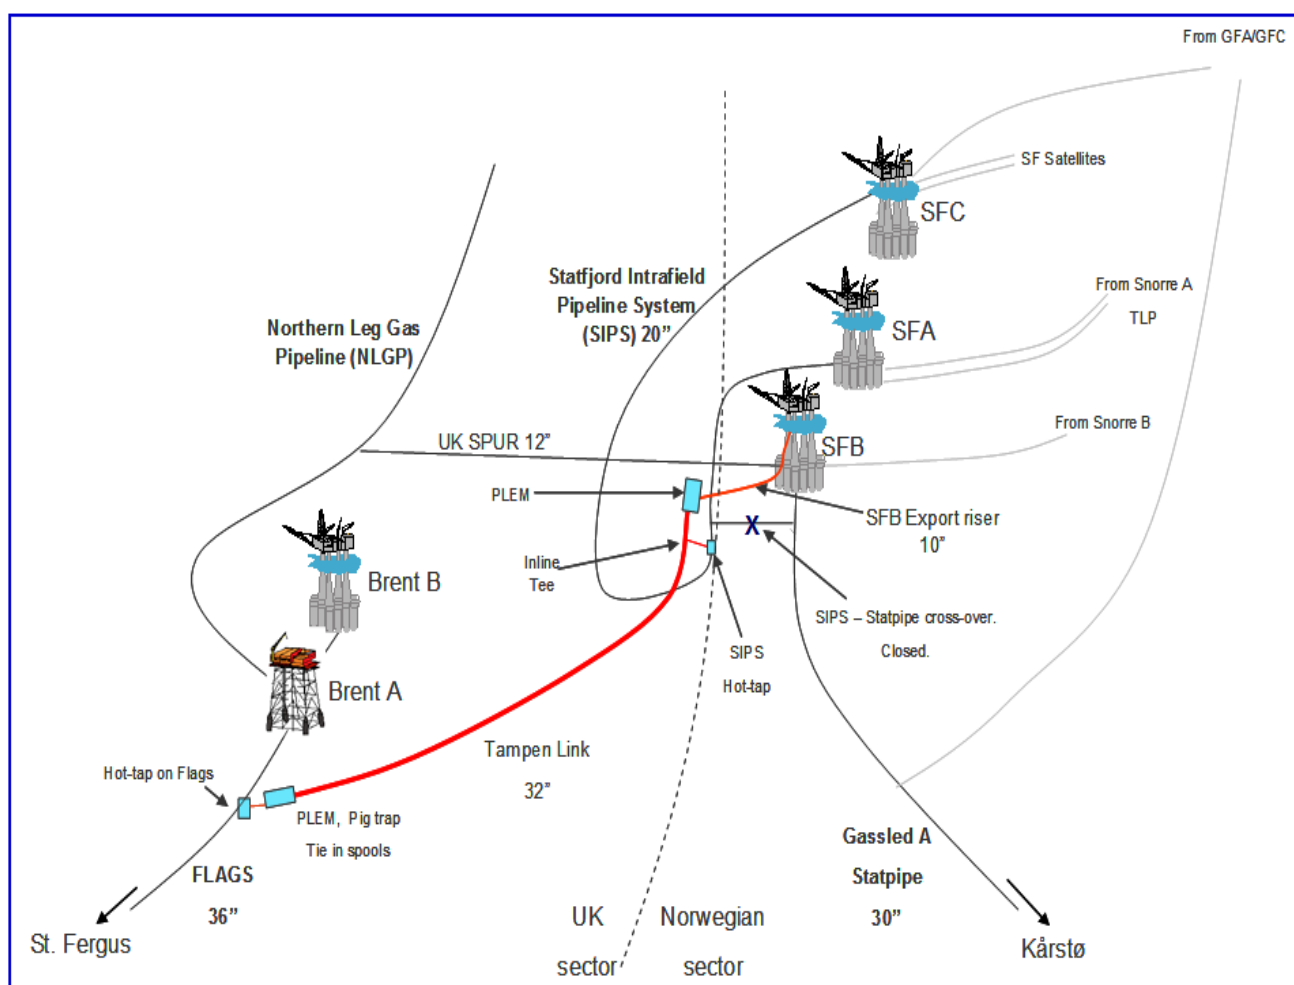 From GFA/GFC
SF Satellites
SFC
Statfjord Intrafield
Pipeline System
(SIPS) 20”
From Snorre A
TLP
Northern Leg Gas
Pipeline (NLGP)
SFA
UK SPUR 12”
SFB
From Snorre B
PLEM
SFB Export riser
10”
X
Inline
Tee
Brent B
SIPS – Statpipe cross-over.
Closed.
SIPS
Hot-tap
Brent A
Tampen Link
32”
Hot-tap on Flags
PLEM, Pig trap
Tie in spools
FLAGS
36”
Gassled A
Statpipe
30”
St. Fergus
UK
sector
Norwegian
sector
Kårstø